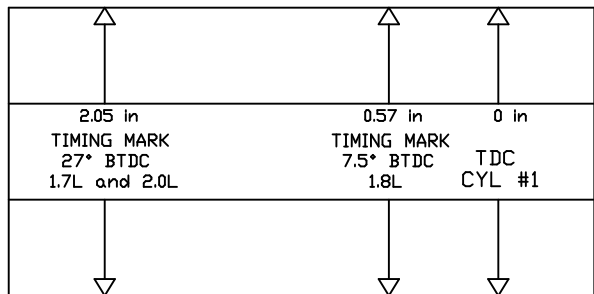 2.05 in
TIMING MARK
27° BTDC
1.7L and 2.0L
0.57 in
TIMING MARK
7.5° BTDC
1.8L
0 in
TDC
CYL #1